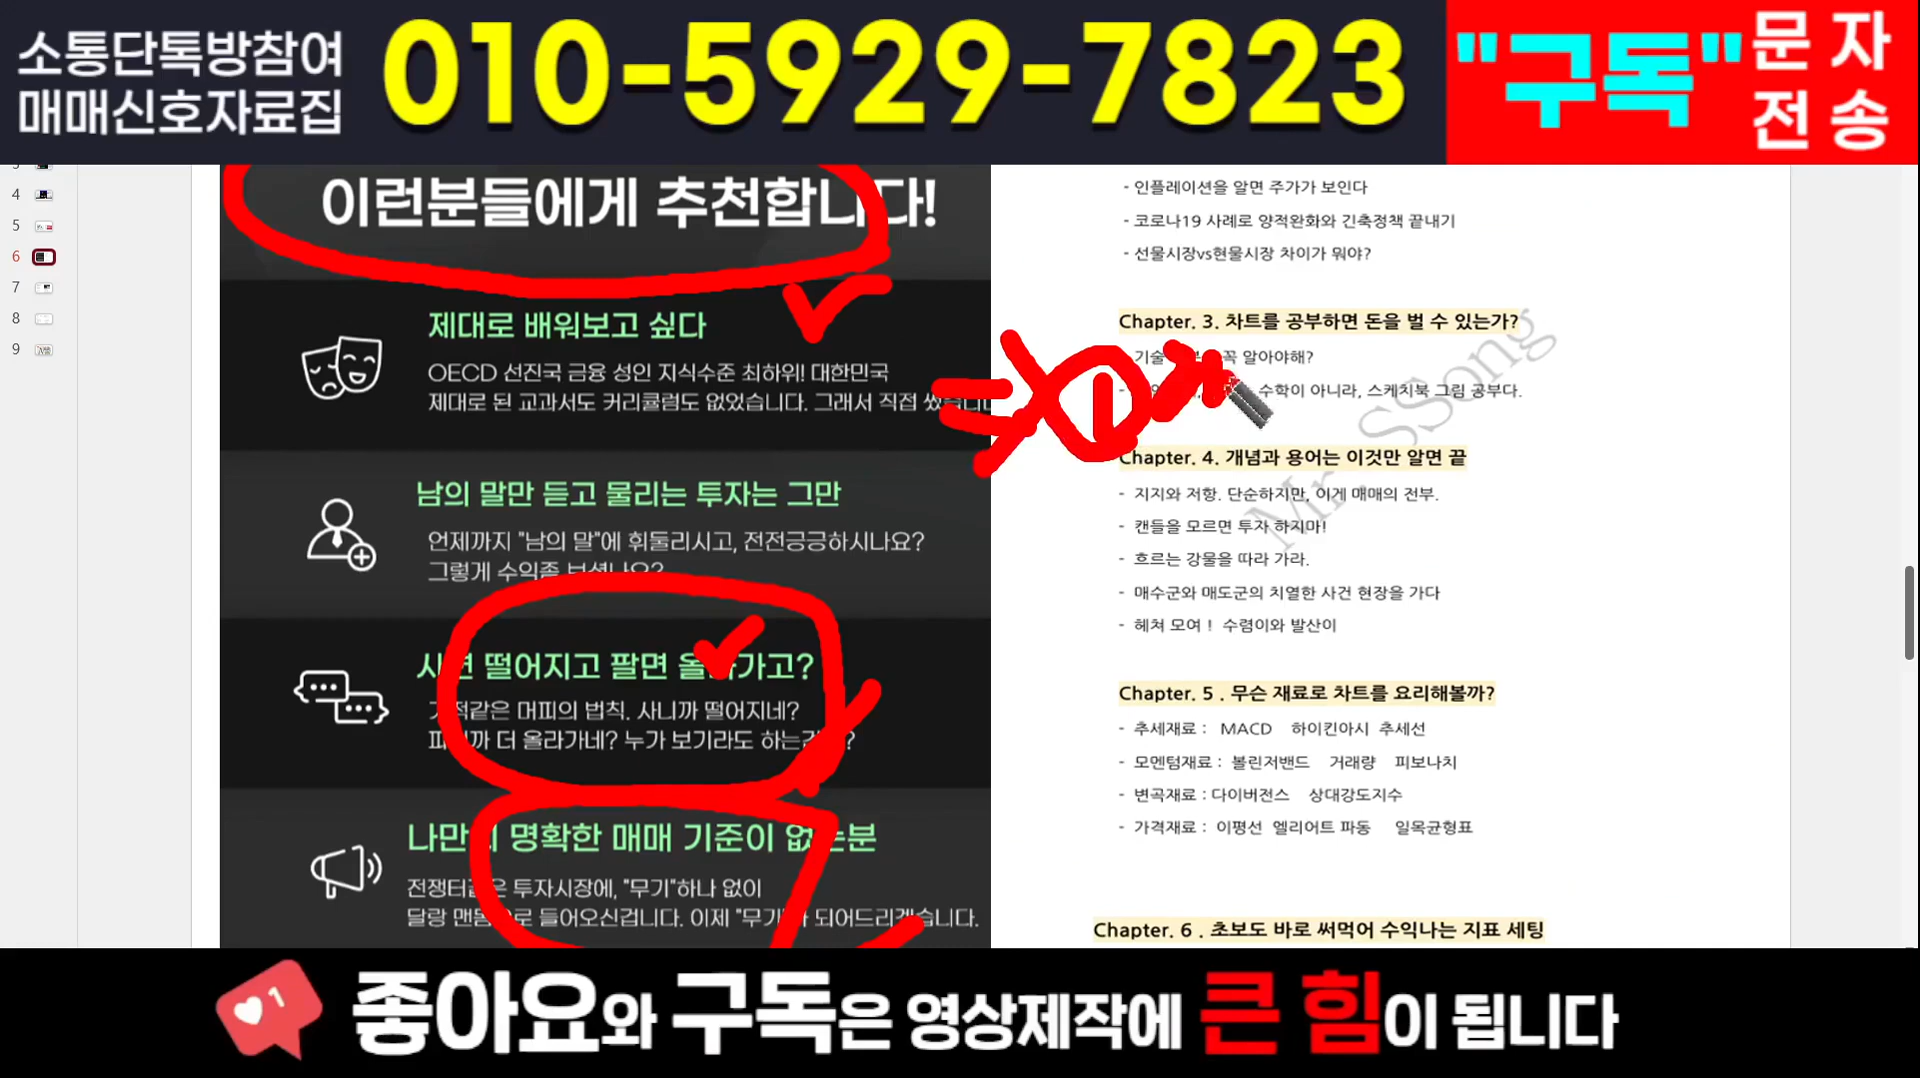 소통단톡방참여
매매신호자료집
010-5929-7823
"구독"
문자
전송
4
5
6
7
8
9
이런분들에게 추천합니다!
제대로 배워보고 싶다
OECD 선진국 금융 성인 지식수준 최하위! 대한민국
제대로 된 교과서도 커리큘럼도 없었습니다. 그래서 직접
남의 말만 듣고 물리는 투자는 그만
언제까지 "남의 말"에 휘둘리시고, 전전긍긍하시나요?
그렇게 수익좀 보셨나요?
떨어지고 팔면 가고?
머피의 법칙. 사니까 떨어지네?
더 올라가네? 누가 보기라도
명확한 매매 기준이
투자시장에, "무기"하나 없이
달랑 들어오신겁니다. 이제 되어드리겠습니다.
- 인플레이션을 알면 주가가 보인다
- 코로나19 사례로 양적완화와 긴축정책 끝내기
- 선물시장vs현물시장 차이가 뭐야?
Chapter. 3. 차트를 공부하면 돈을 벌 수 있는가?
꼭 알아야해?
수학이 아니라, 스케치북 그림 공부다.
Chapter. 4. 개념과 용어는 이것만 알면 끝
- 지지와 저항. 단순하지만, 이게 매매의 전부.
- 캔들을 모르면 투자 하지마!
- 흐르는 강물을 따라 가라.
- 매수군와 매도군의 치열한 사건 현장을 가다
- 헤쳐 모여 ! 수렴이와 발산이
Chapter. 5 . 무슨 재료로 차트를 요리해볼까?
- 추세재료 : MACD 하이킨아시 추세선
- 모멘텀재료 : 볼린저밴드 거래량 피보나치
- 변곡재료 : 다이버전스 상대강도지수
- 가격재료 : 이평선 엘리어트 파동 일목균형표
Chapter. 6 . 초보도 바로 써먹어 수익나는 지표 세팅
Mr. SSong
1
좋아요와 구독은 영상제작에 큰 힘이 됩니다